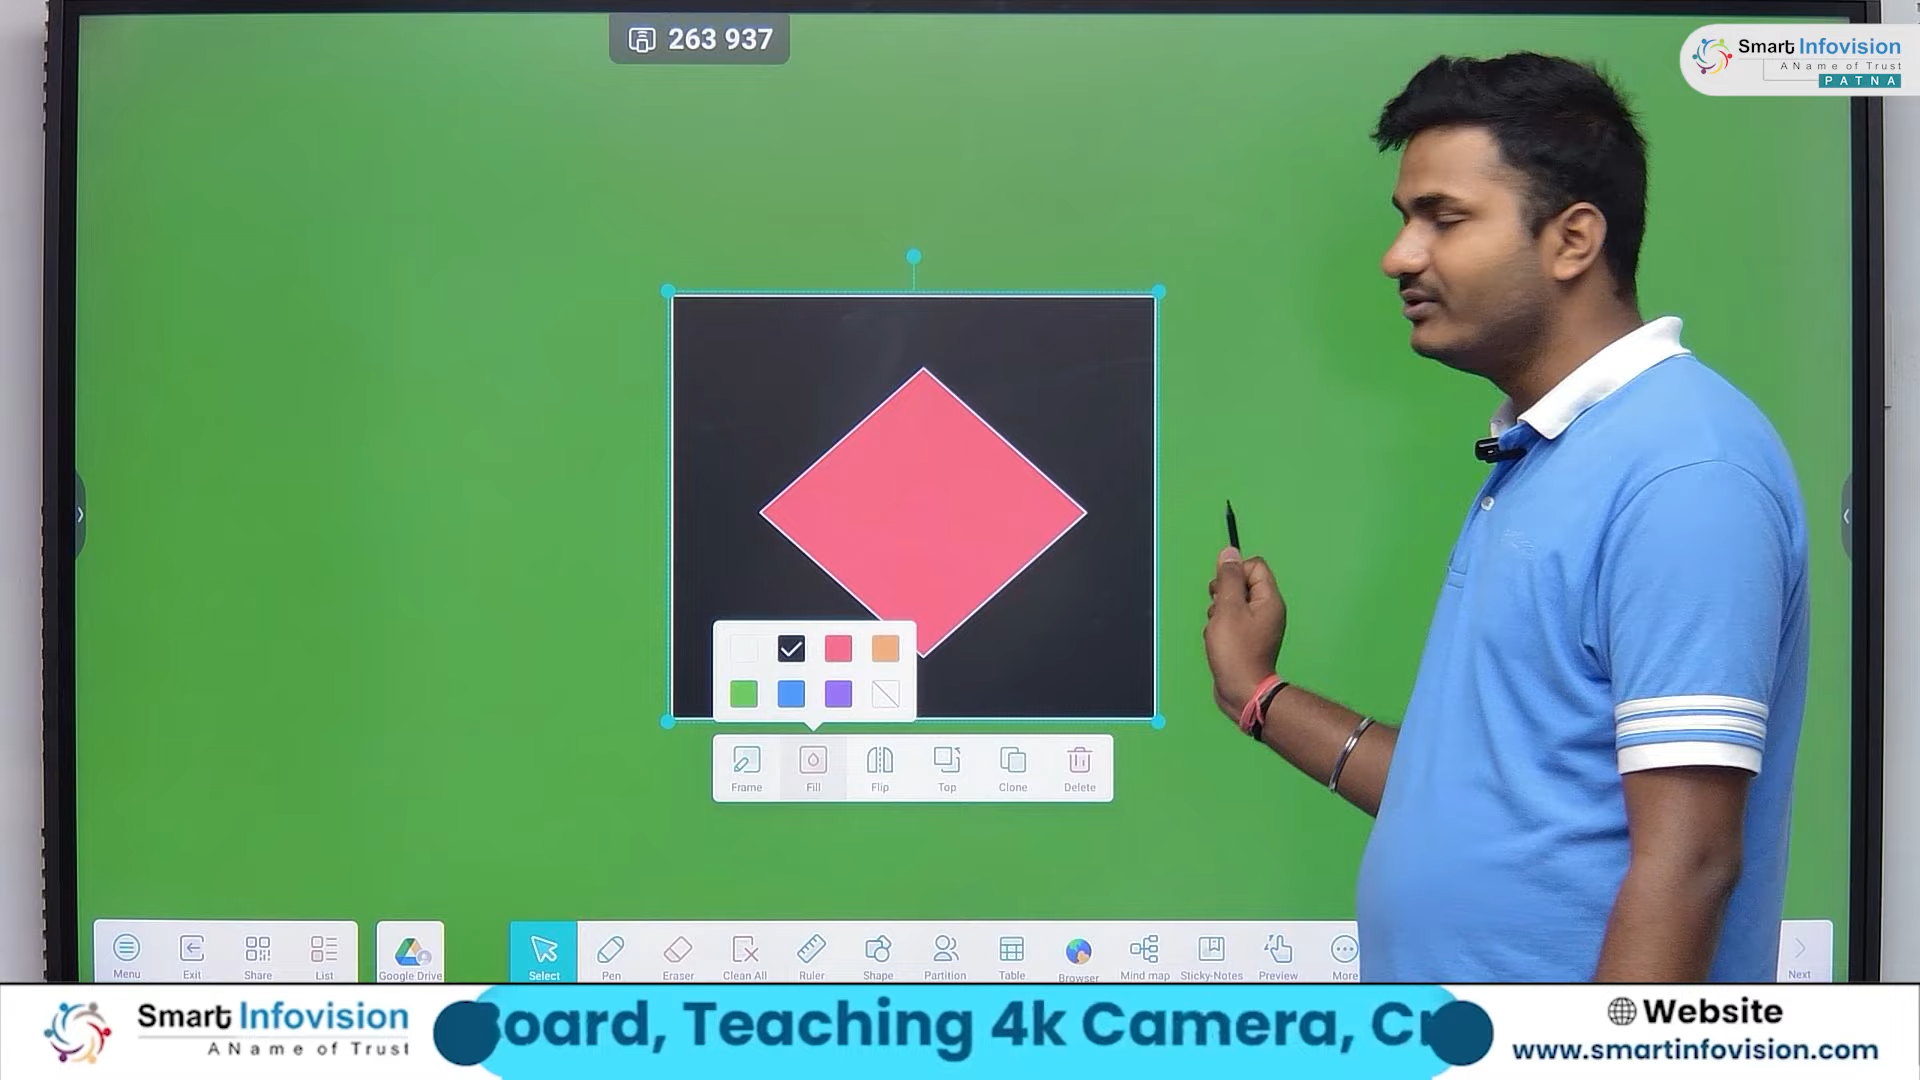 263 937
Smart Infovision
A Name of Trust
PATNA
Frame
Fill
Flip
Top
Clone
Delete
Menu
Exit
Share
List
Google Drive
Select
Pen
Eraser
Clean All
Ruler
Shape
Partition
Table
Browser
Mind map
Sticky-Notes
Preview
More
Next
Smart Infovision
A Name of Trust
Board, Teaching 4k Camera, Cr
Website
www.smartinfovision.com